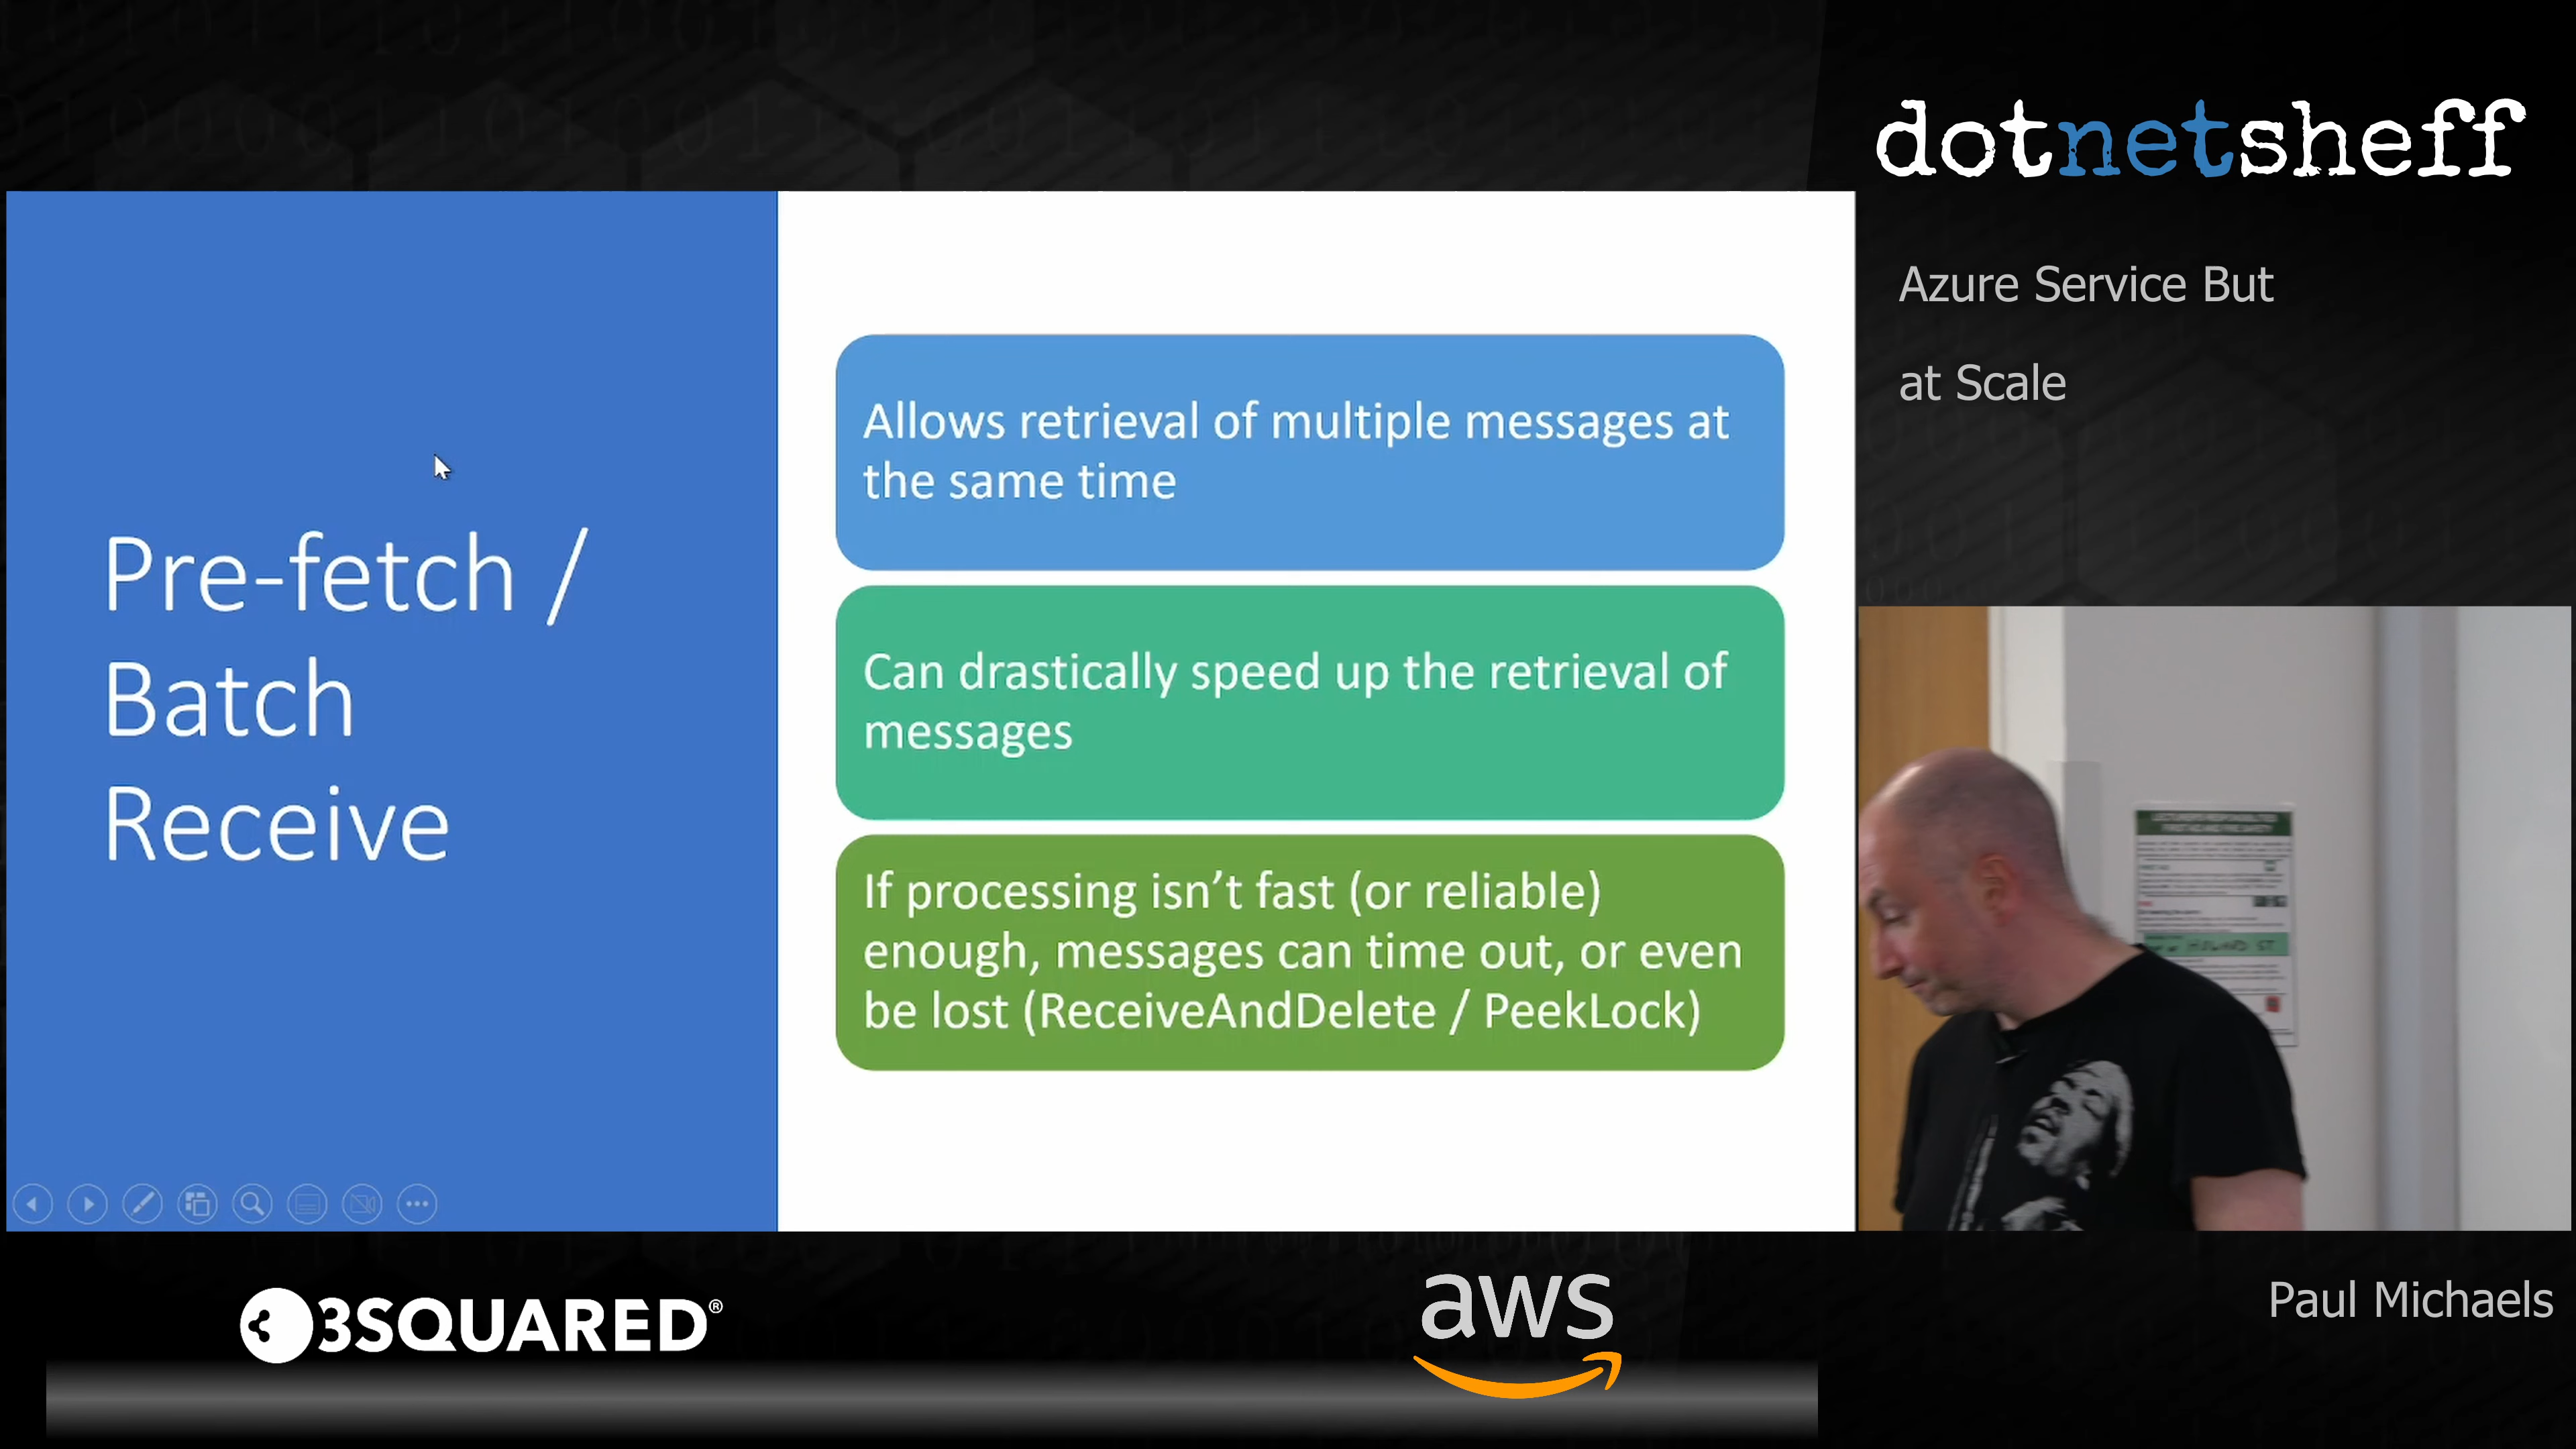 dotnetsheff
Azure Service But
at Scale
Pre-fetch /
Batch
Receive
Allows retrieval of multiple messages at
the same time
Can drastically speed up the retrieval of
messages
If processing isn’t fast (or reliable)
enough, messages can time out, or even
be lost (ReceiveAndDelete / PeekLock)
3SQUARED®
aws
Paul Michaels